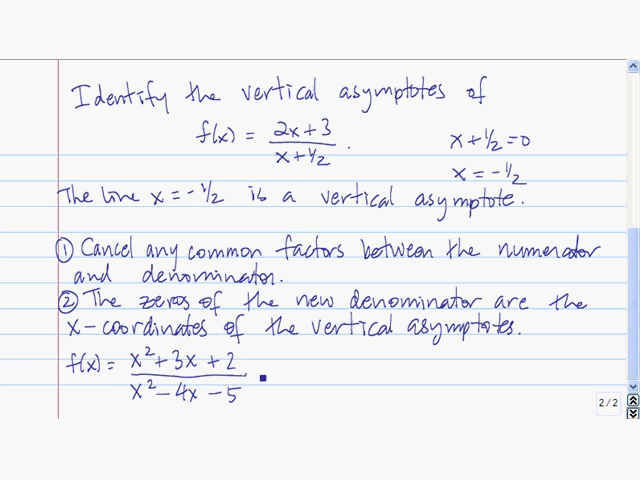 Identify the vertical asymptotes of
f(x) = 2x+3 / x+1/2 .
x+1/2=0
x=-1/2
The line x=-1/2 is a vertical asymptote.
① Cancel any common factors between the numerator
and denominator.
② The zeros of the new denominator are the
x-coordinates of the vertical asymptotes.
f(x) = x²+3x+2 / x²-4x-5
2/2